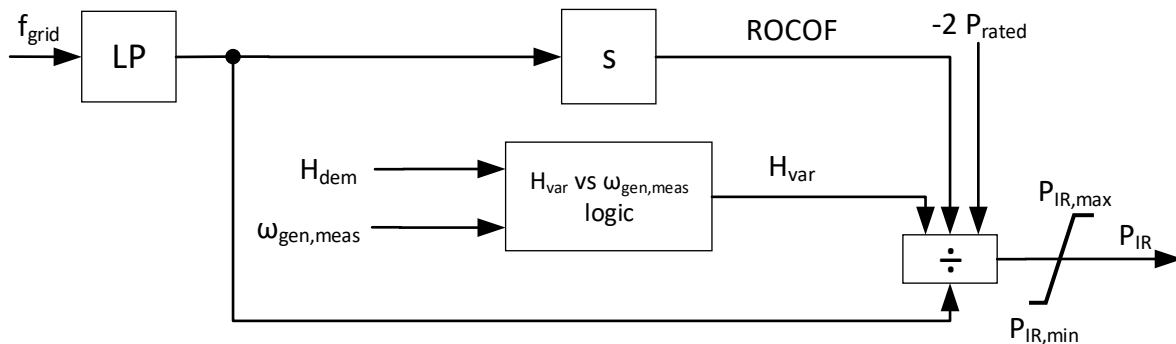 f_grid
LP
s
ROCOF
-2 P_rated
H_dem
ω_gen,meas
H_var vs ω_gen,meas
logic
H_var
÷
P_IR,max
P_IR
P_IR,min